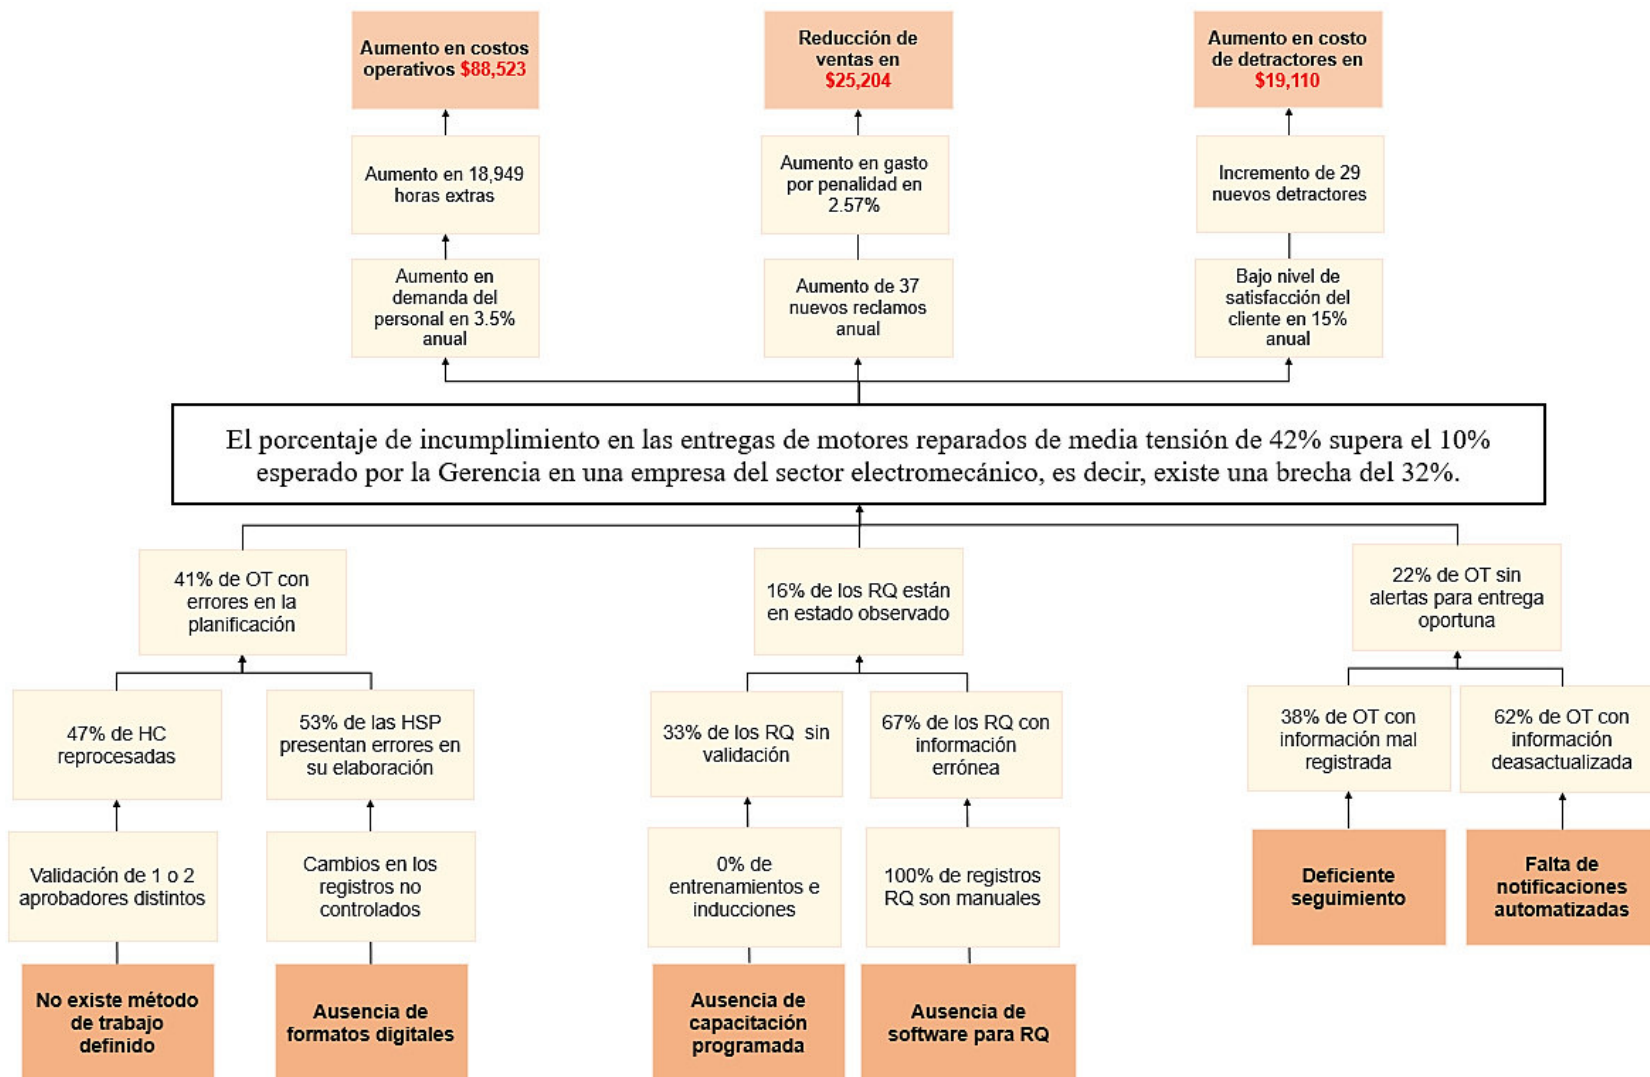 Aumento en costos
operativos $88,523
Reducción de
ventas en
$25,204
Aumento en costo
de detractores en
$19,110
Aumento en 18,949
horas extras
Aumento en gasto
por penalidad en
2.57%
Incremento de 29
nuevos detractores
Aumento en
demanda del
personal en 3.5%
anual
Aumento de 37
nuevos reclamos
anual
Bajo nivel de
satisfacción del
cliente en 15%
anual
El porcentaje de incumplimiento en las entregas de motores reparados de media tensión de 42% supera el 10%
esperado por la Gerencia en una empresa del sector electromecánico, es decir, existe una brecha del 32%.
41% de OT con
errores en la
planificación
16% de los RQ están
en estado observado
22% de OT sin
alertas para entrega
oportuna
47% de HC
reprocesadas
53% de las HSP
presentan errores en
su elaboración
33% de los RQ sin
validación
67% de los RQ con
información
errónea
38% de OT con
información mal
registrada
62% de OT con
información
deasactualizada
Validación de 1 o 2
aprobadores distintos
Cambios en los
registros no
controlados
0% de
entrenamientos e
inducciones
100% de registros
RQ son manuales
Deficiente
seguimiento
Falta de
notificaciones
automatizadas
No existe método
de trabajo
definido
Ausencia de
formatos digitales
Ausencia de
capacitación
programada
Ausencia de
software para RQ